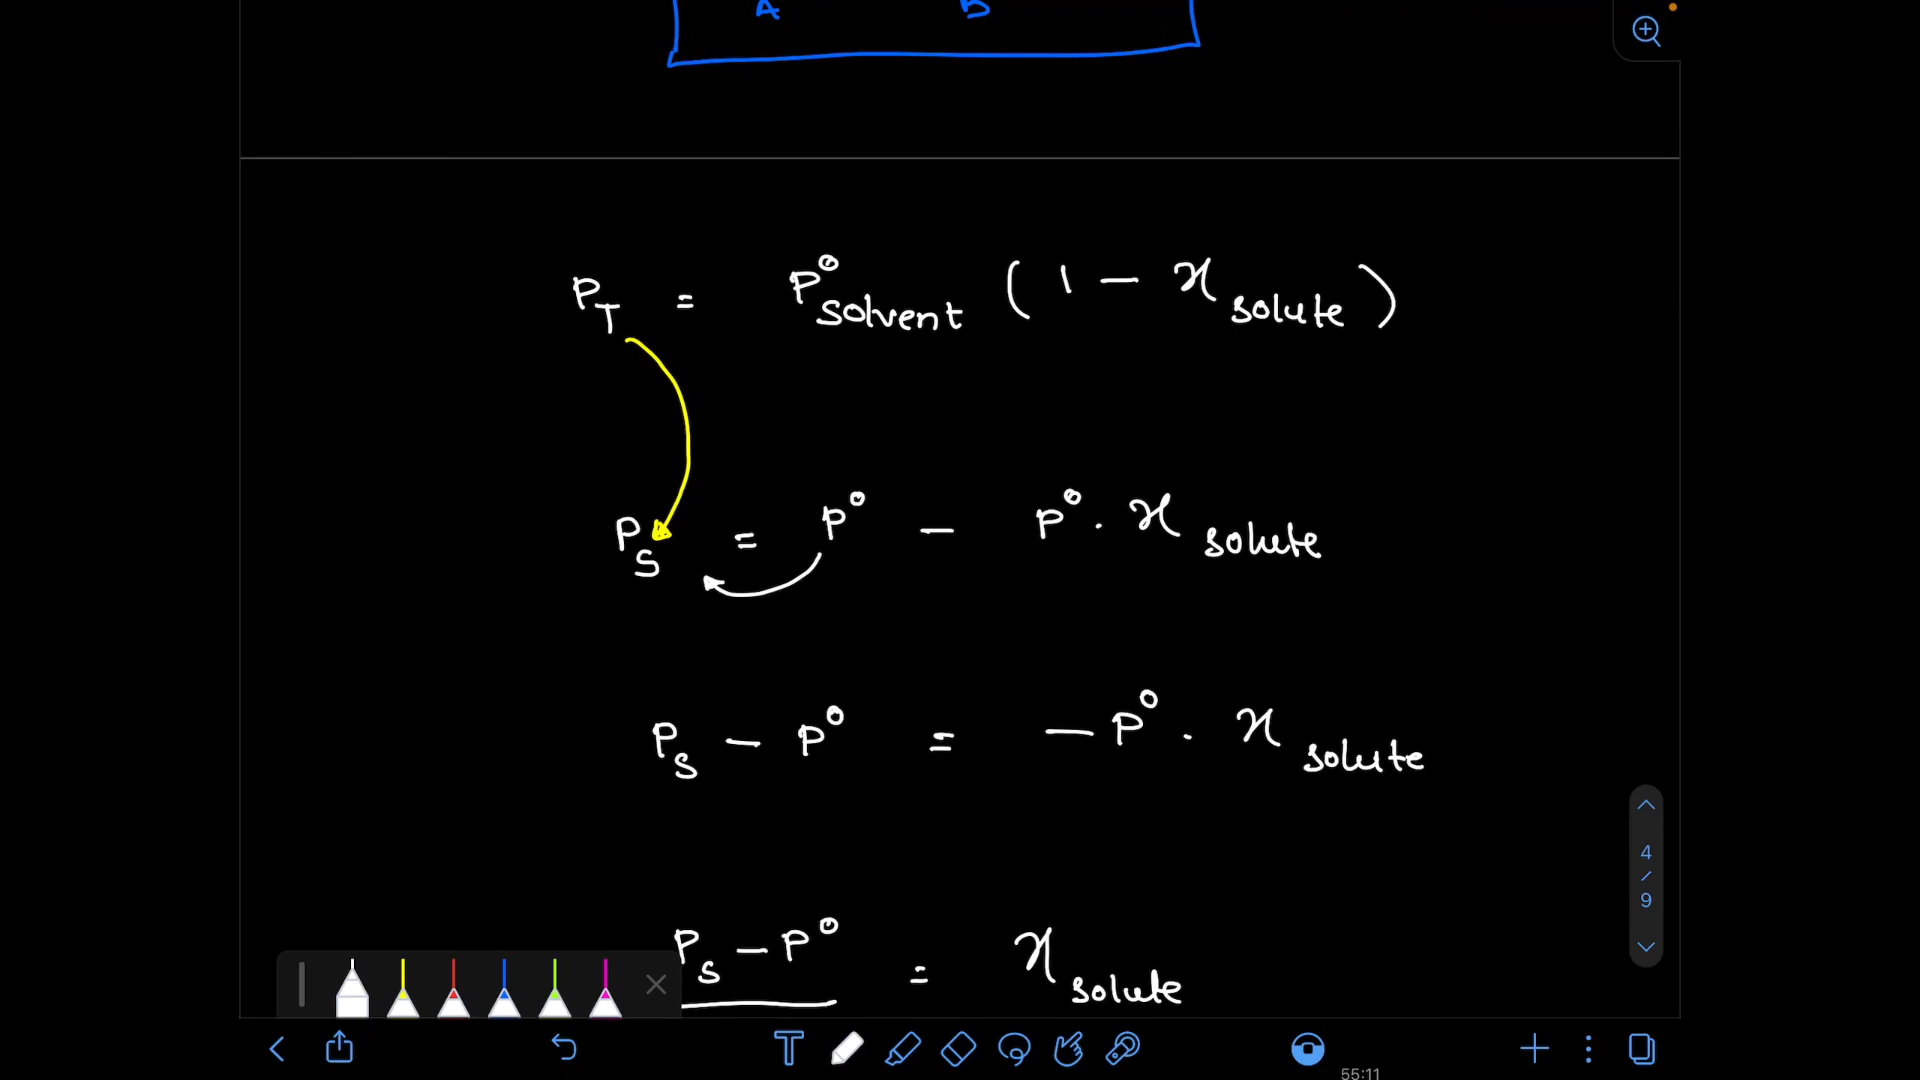 A B
P_T = P°_solvent (1 − x_solute)
P_S = P° − P° . x_solute
P_S − P° = −P° . x_solute
P_S − P° = x_solute
4
/
9
T
55:11